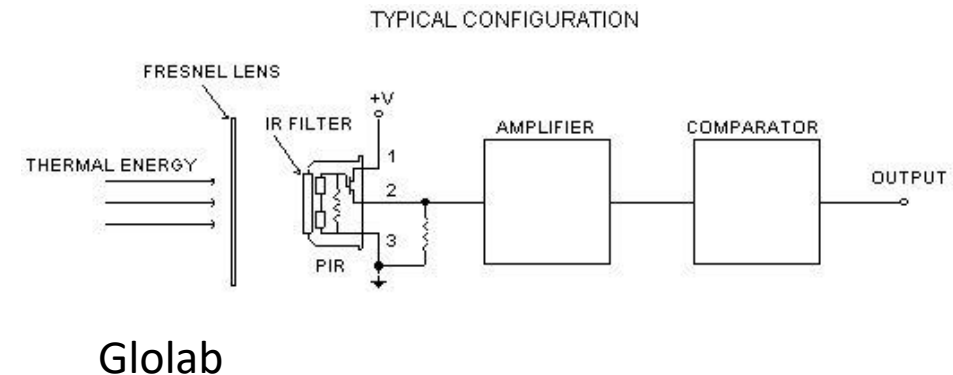 TYPICAL CONFIGURATION
FRESNEL LENS
+V
IR FILTER
AMPLIFIER
COMPARATOR
1
THERMAL ENERGY
2
OUTPUT
3
PIR
Glolab